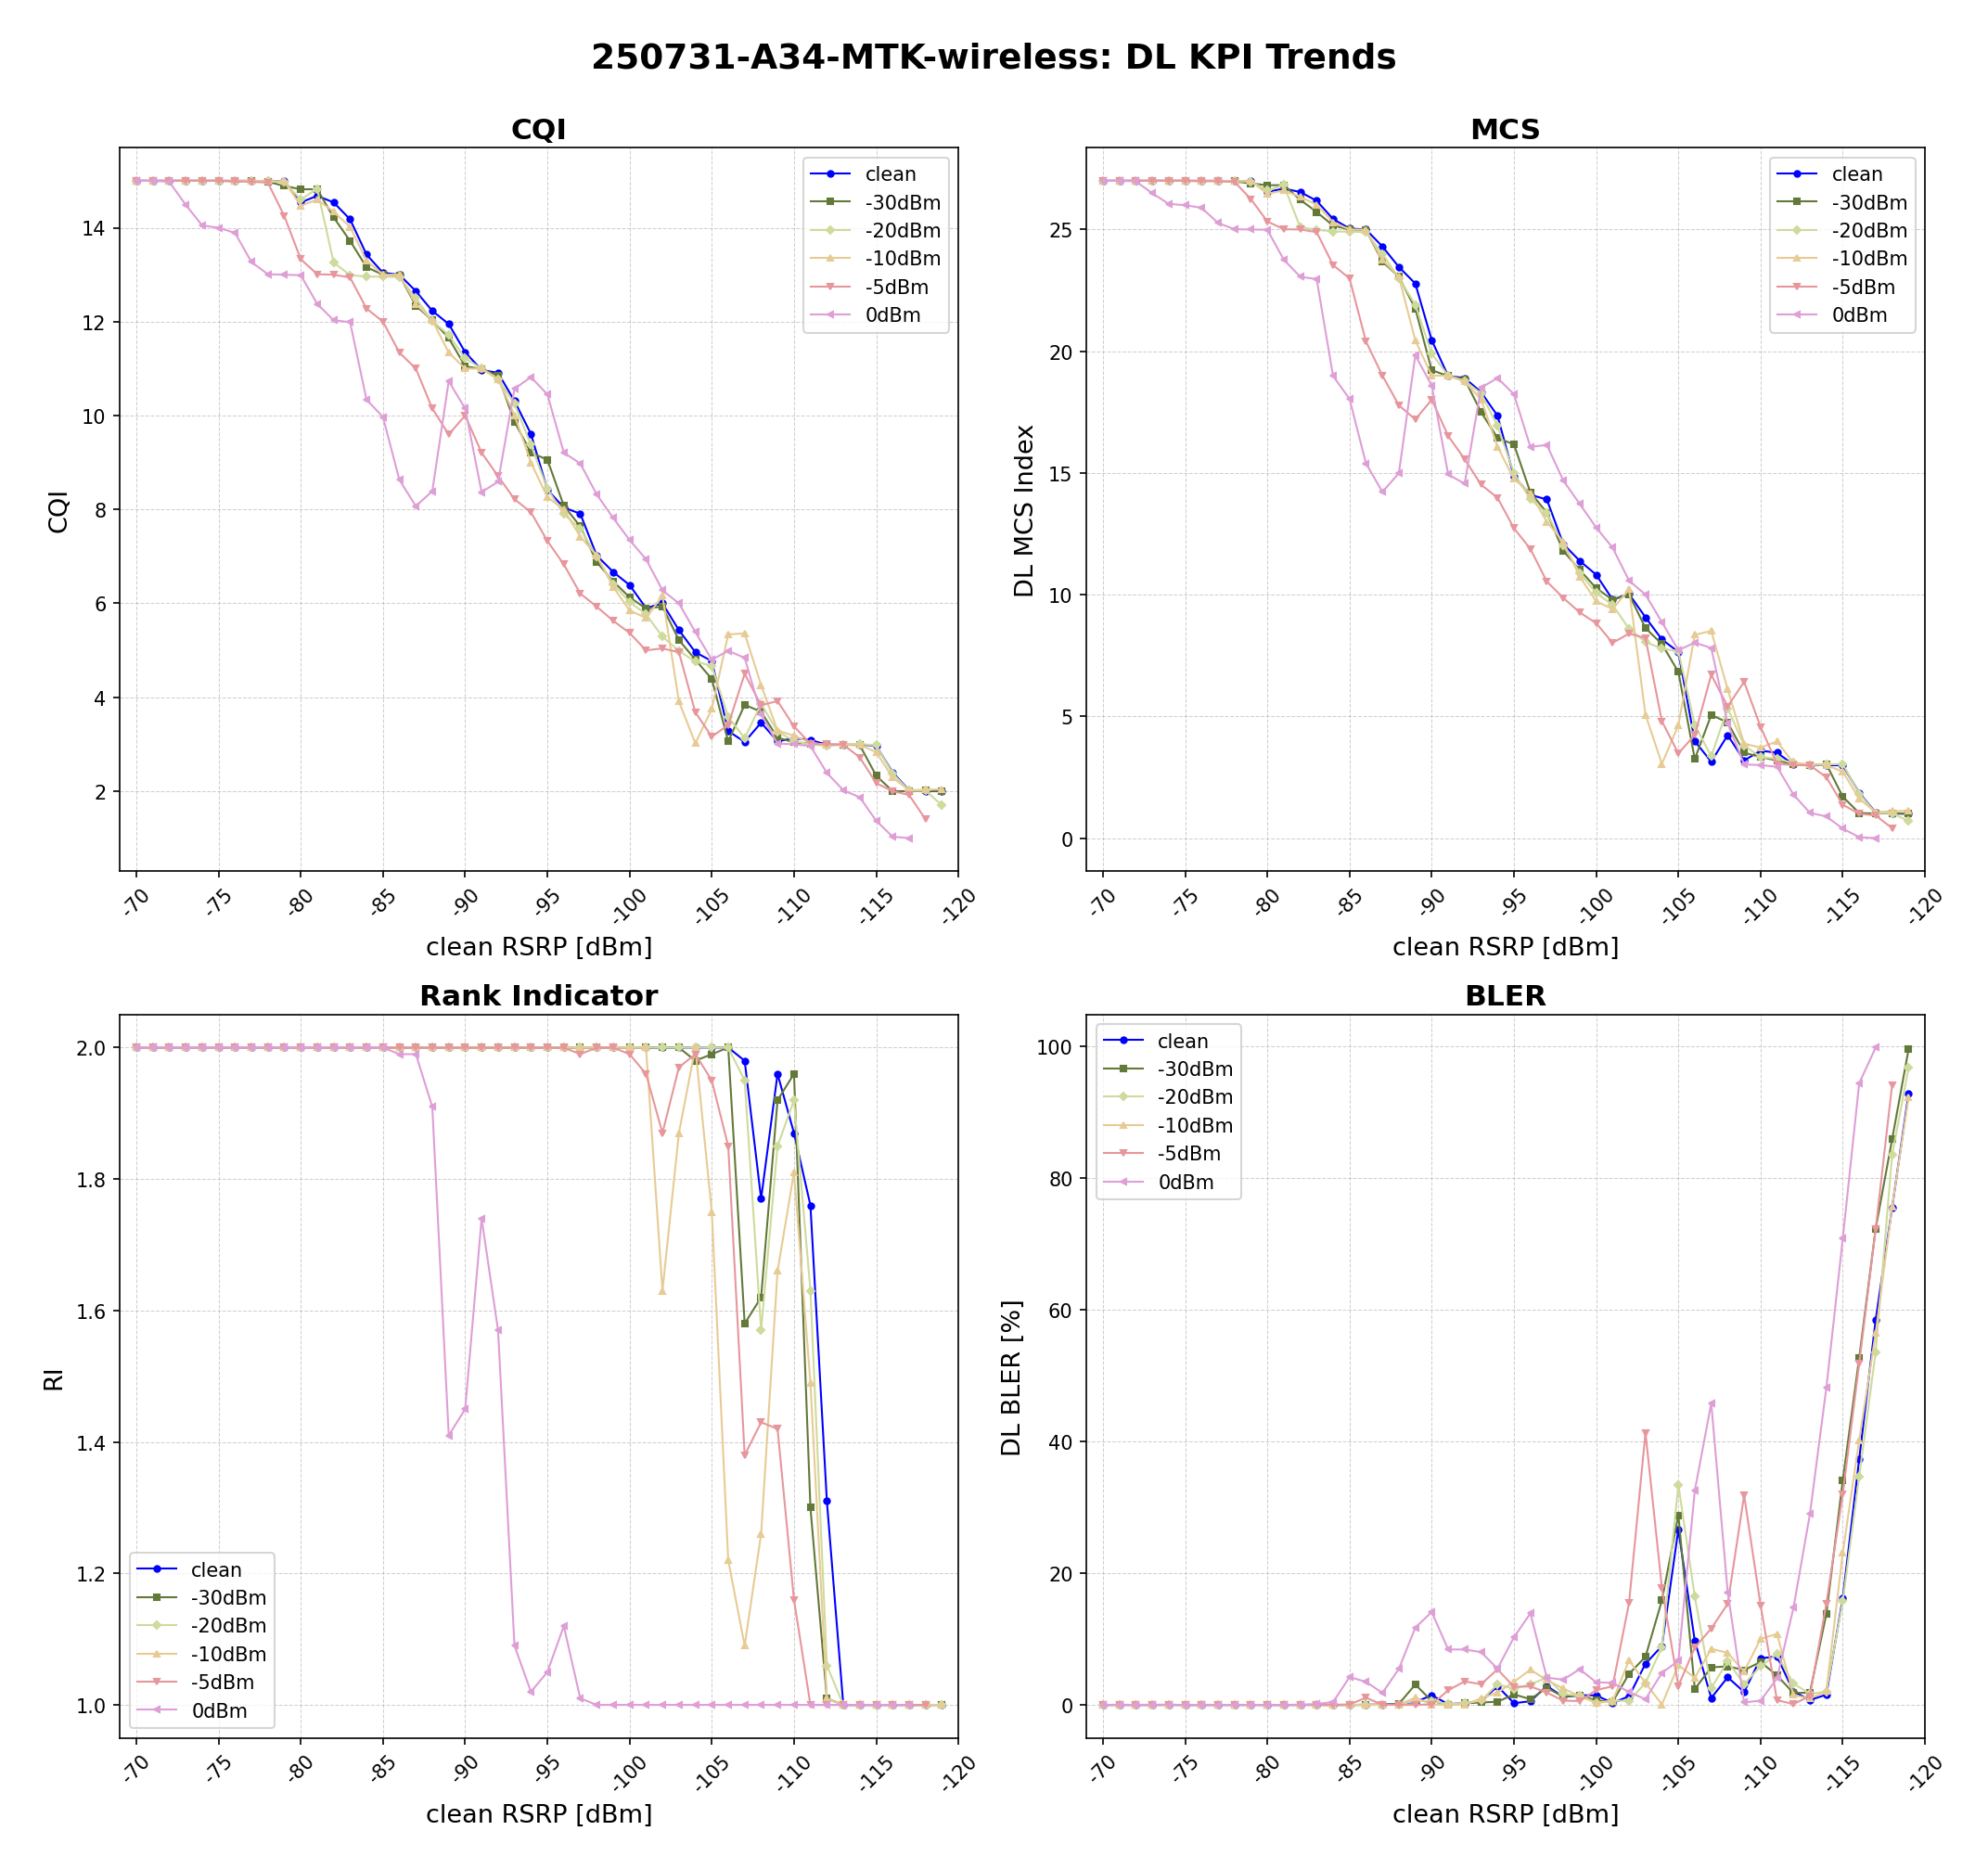 250731-A34-MTK-wireless: DL KPI Trends
CQI
14
12
10
8
6
4
2
CQI
-70
-75
-80
-85
-90
-95
-100
-105
-110
-115
-120
clean RSRP [dBm]
clean
-30dBm
-20dBm
-10dBm
-5dBm
0dBm
MCS
25
20
15
10
5
0
DL MCS Index
-70
-75
-80
-85
-90
-95
-100
-105
-110
-115
-120
clean RSRP [dBm]
clean
-30dBm
-20dBm
-10dBm
-5dBm
0dBm
Rank Indicator
2.0
1.8
1.6
1.4
1.2
1.0
RI
-70
-75
-80
-85
-90
-95
-100
-105
-110
-115
-120
clean RSRP [dBm]
clean
-30dBm
-20dBm
-10dBm
-5dBm
0dBm
BLER
100
80
60
40
20
0
DL BLER [%]
-70
-75
-80
-85
-90
-95
-100
-105
-110
-115
-120
clean RSRP [dBm]
clean
-30dBm
-20dBm
-10dBm
-5dBm
0dBm